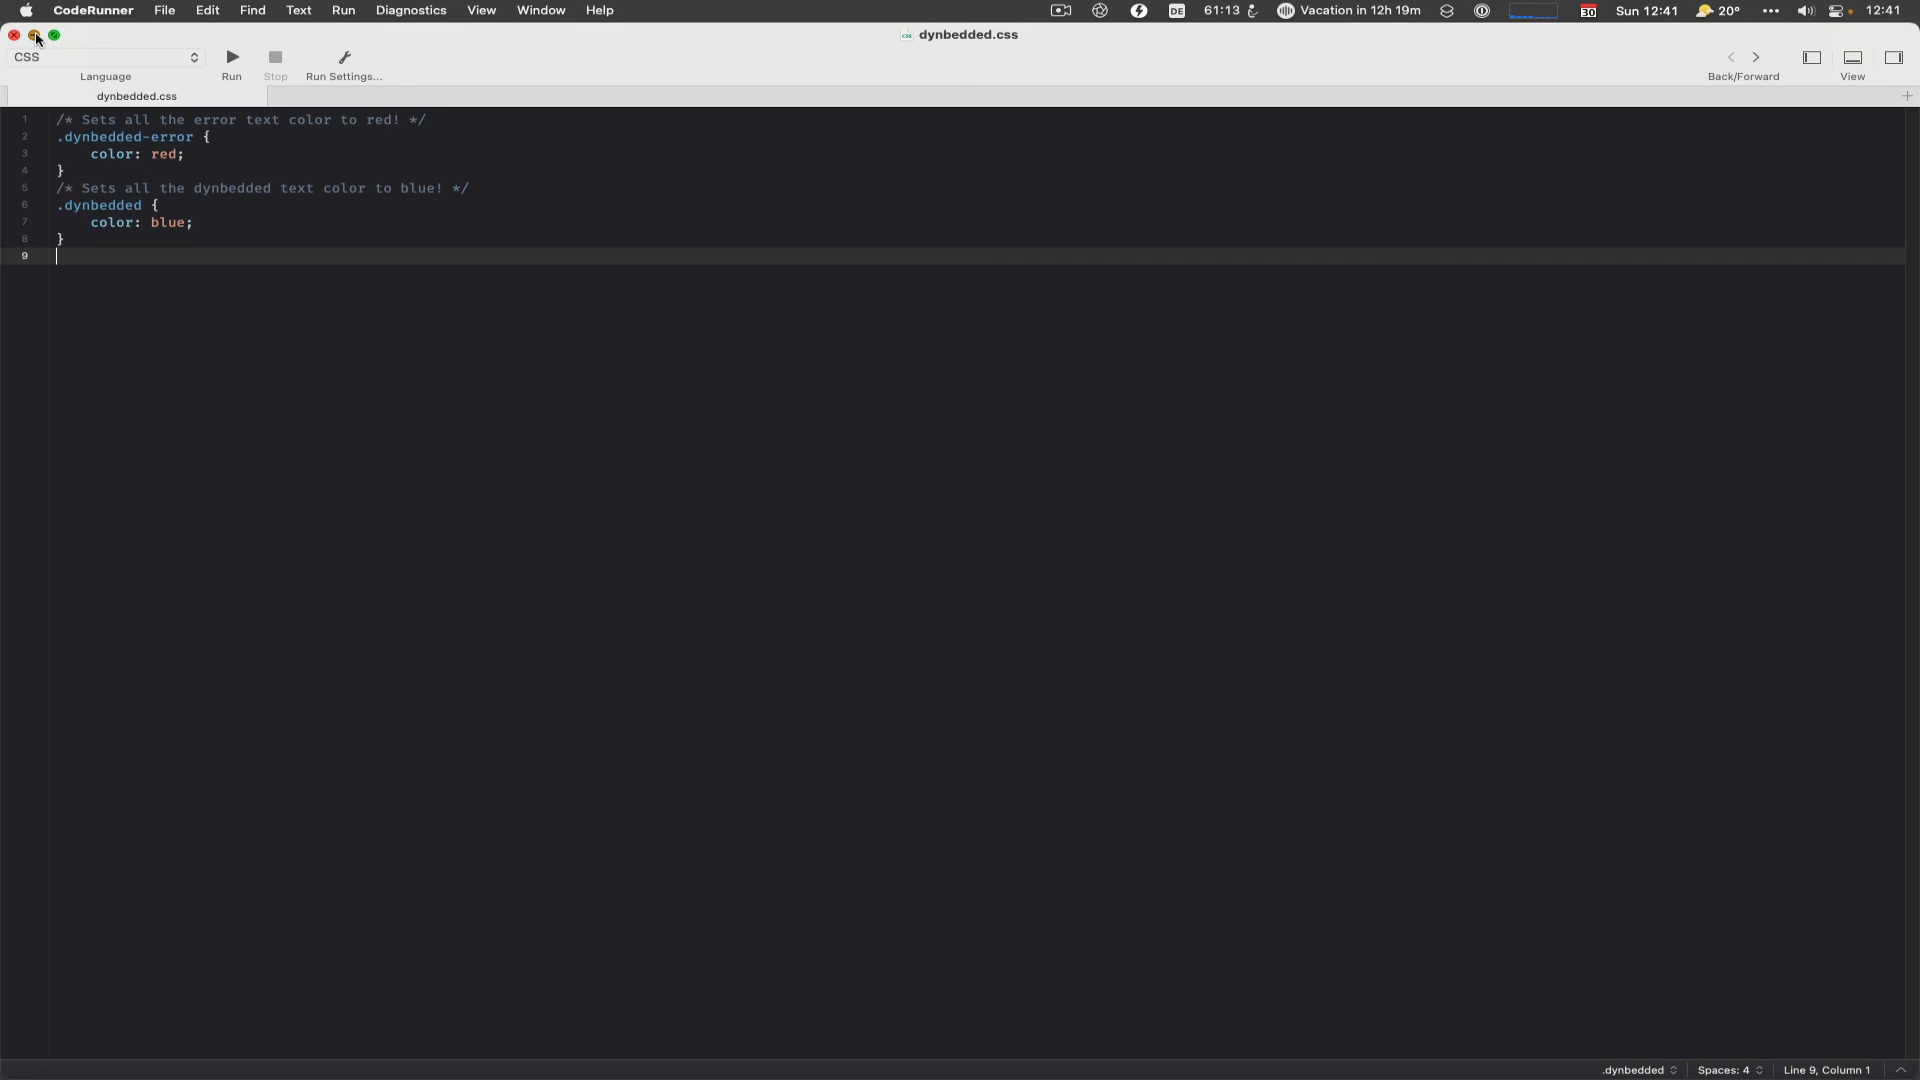 CodeRunner File Edit Find Text Run Diagnostics View Window Help DE 61:13 Vacation in 12h 19m 30 Sun 12:41 20° 12:41
CSS dynbedded.css
CSS
Language Run Stop Run Settings... Back/Forward View
dynbedded.css
1 /* Sets all the error text color to red! */
2 .dynbedded-error {
3 color: red;
4 }
5 /* Sets all the dynbedded text color to blue! */
6 .dynbedded {
7 color: blue;
8 }
9
.dynbedded Spaces: 4 Line 9, Column 1